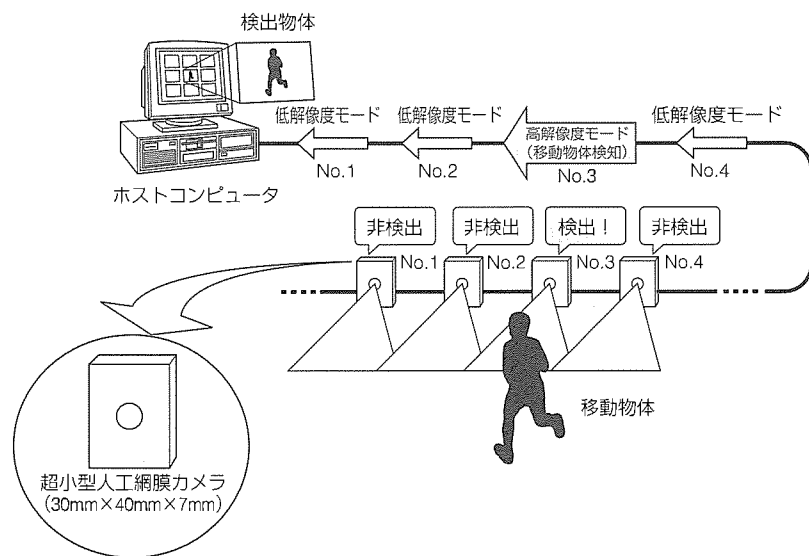 検出物体
低解像度モード
低解像度モード
高解像度モード
(移動物体検知)
低解像度モード
No.1
No.2
No.3
No.4
ホストコンピュータ
非検出
非検出
検出！
非検出
No.1
No.2
No.3
No.4
移動物体
超小型人工網膜カメラ
(30mm×40mm×7mm)